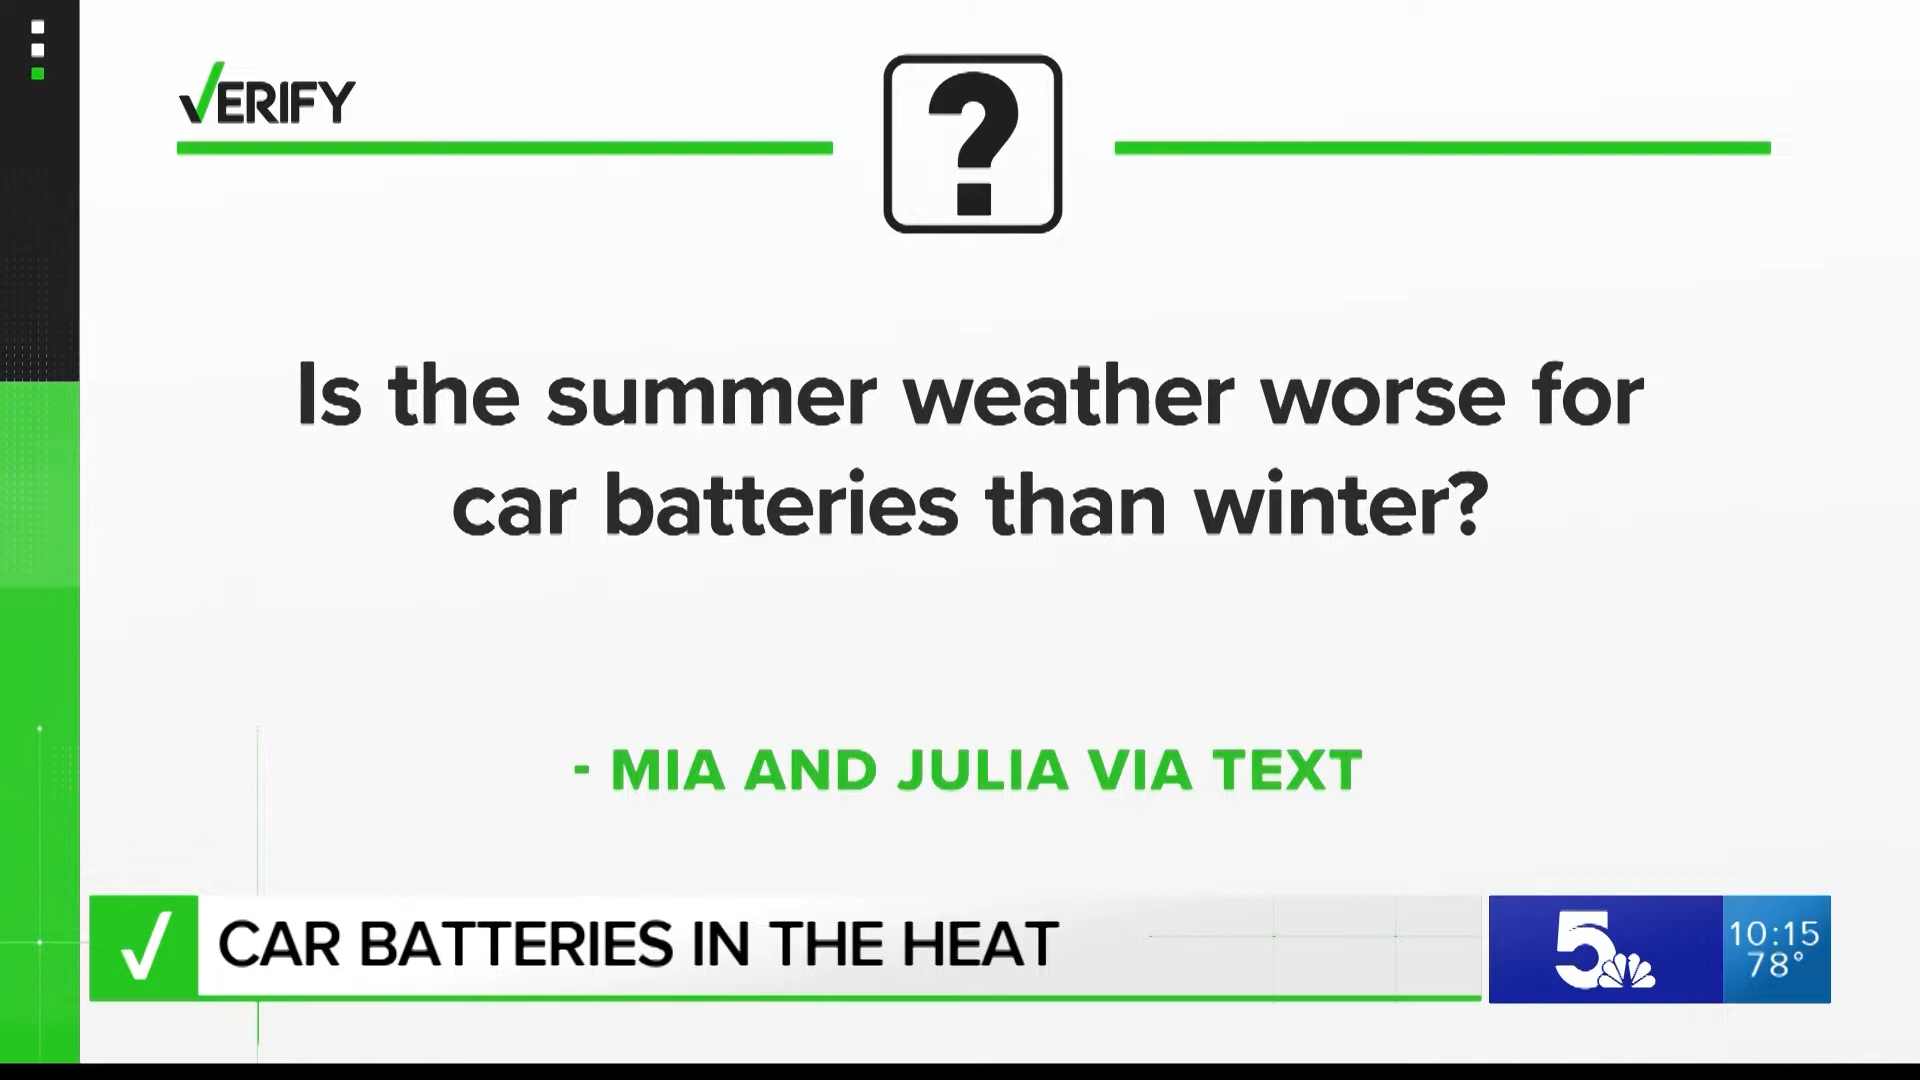 VERIFY
?
Is the summer weather worse for
car batteries than winter?
- MIA AND JULIA VIA TEXT
CAR BATTERIES IN THE HEAT
5
10:15
78°